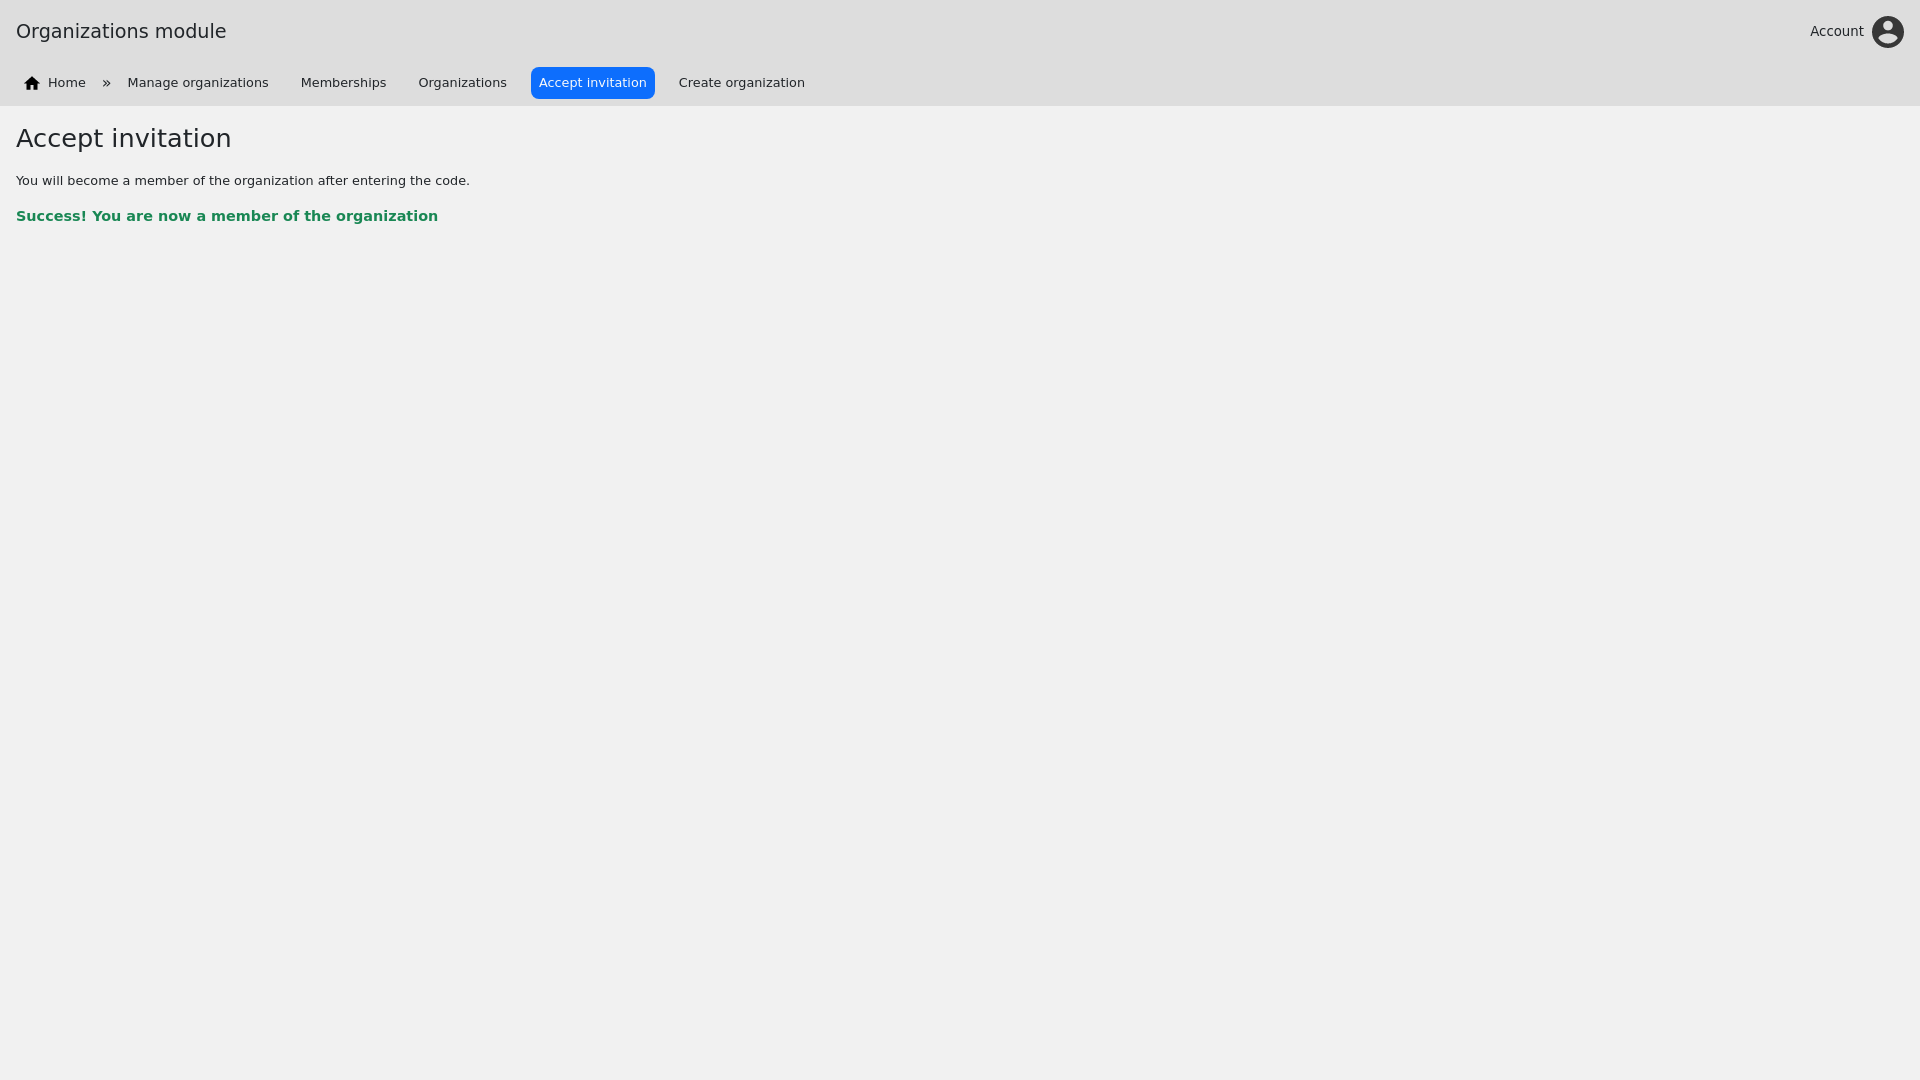 Organizations module
Account
Home » Manage organizations Memberships Organizations Accept invitation Create organization
Accept invitation
You will become a member of the organization after entering the code.
Success! You are now a member of the organization